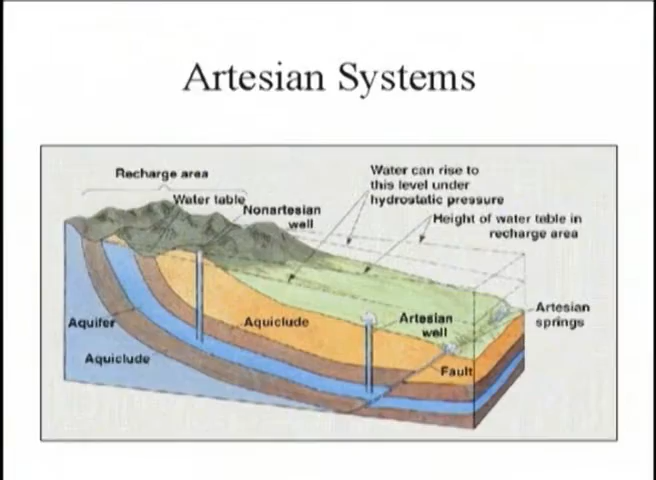 Artesian Systems
Recharge area
Water table
Nonartesian
well
Water can rise to
this level under
hydrostatic pressure
Height of water table in
recharge area
Aquifer
Aquiclude
Aquiclude
Artesian
well
Artesian
springs
Fault